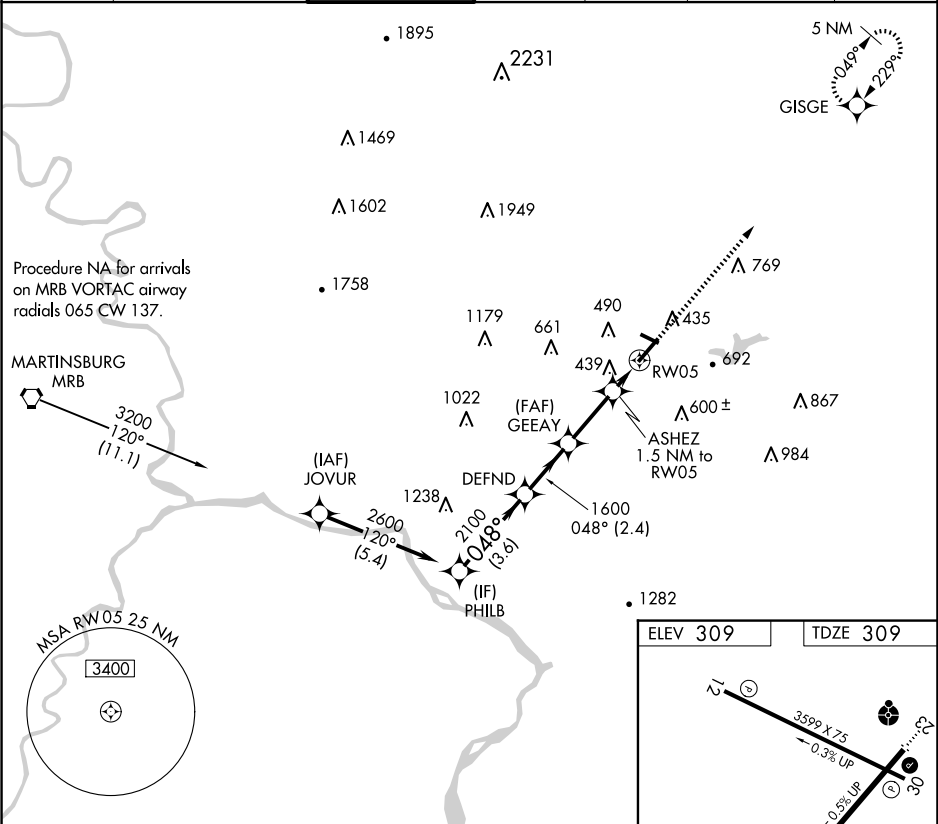 1895
2231
5 NM
049°
229°
GISGE
1469
1602
1949
Procedure NA for arrivals
on MRB VORTAC airway
radials 065 CW 137.
1758
769
1179
661
490
435
439
RW05
692
MARTINSBURG
MRB
3200
120°
(11.1)
1022
(FAF)
GEEAY
600 ±
867
ASHEZ
1.5 NM to
RW05
984
(IAF)
JOVUR
DEFND
1238
1600
048° (2.4)
2600
120°
(5.4)
2100
048°
(3.6)
(IF)
PHILB
1282
MSA RW05 25 NM
3400
ELEV 309
TDZE 309
12
P
3599 X 75
0.3% UP
23
P
30
P
0.5% UP